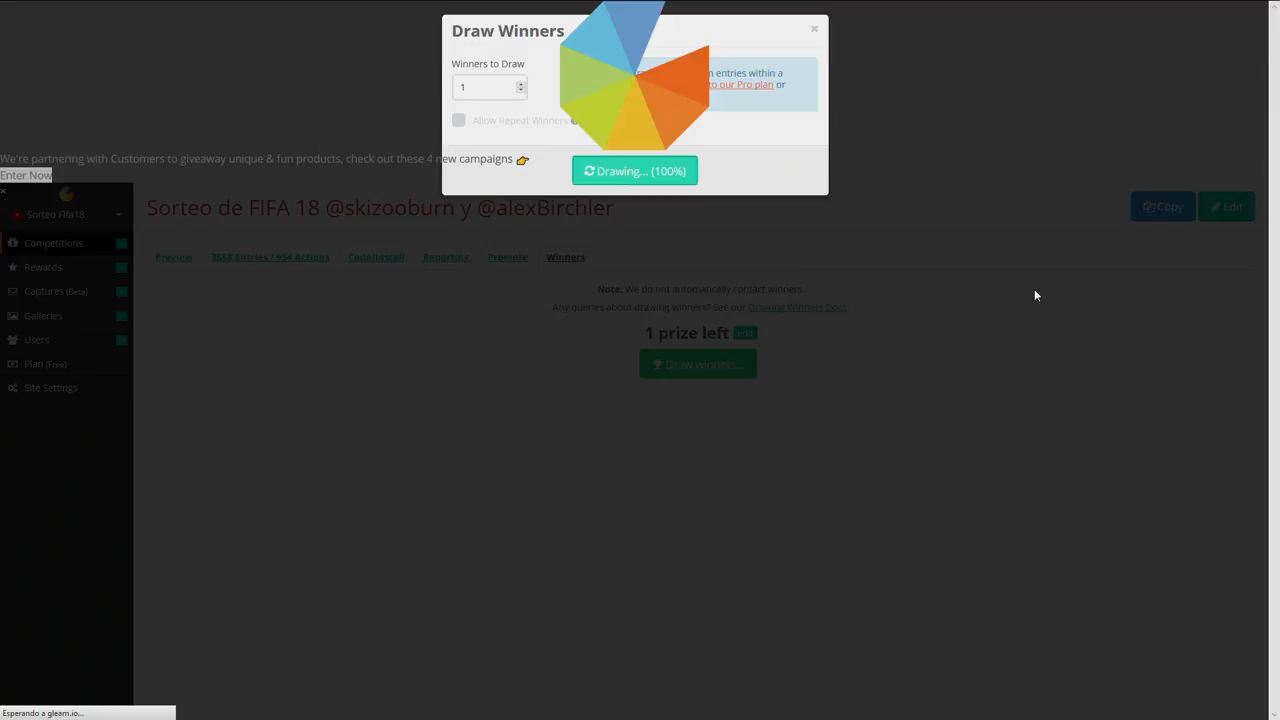 Draw Winners
×
Winners to Draw
1
n entries within a
to our Pro plan or
Allow Repeat Winners
We're partnering with Customers to giveaway unique & fun products, check out these 4 new campaigns 👉
Enter Now
Drawing... (100%)
×
Sorteo FIfa18
Sorteo de FIFA 18 @skizooburn y @alexBirchler
Copy
Edit
Competitions
Rewards
Captures (Beta)
Galleries
Users
Plan (Free)
Site Settings
Preview
3558 Entries / 954 Actions
Code/Install
Reporting
Promote
Winners
Note: We do not automatically contact winners.
Any queries about drawing winners? See our Drawing Winners Docs.
1 prize left edit
Draw winners...
Esperando a gleam.io...